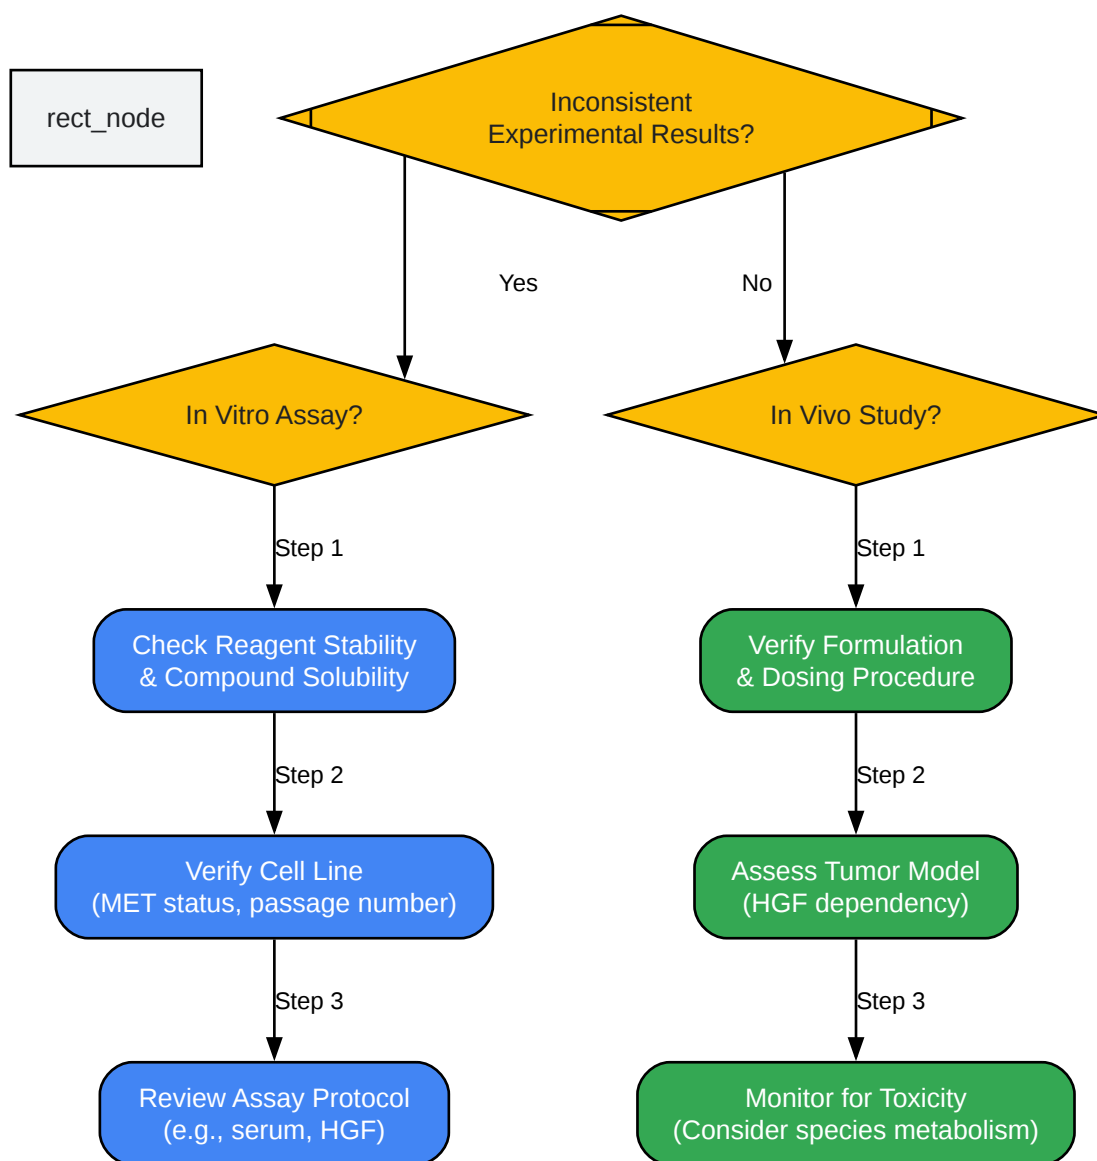 rect_node
Inconsistent
Experimental Results?
Yes
No
In Vitro Assay?
In Vivo Study?
Step 1
Step 1
Check Reagent Stability
& Compound Solubility
Verify Formulation
& Dosing Procedure
Step 2
Step 2
Verify Cell Line
(MET status, passage number)
Assess Tumor Model
(HGF dependency)
Step 3
Step 3
Review Assay Protocol
(e.g., serum, HGF)
Monitor for Toxicity
(Consider species metabolism)